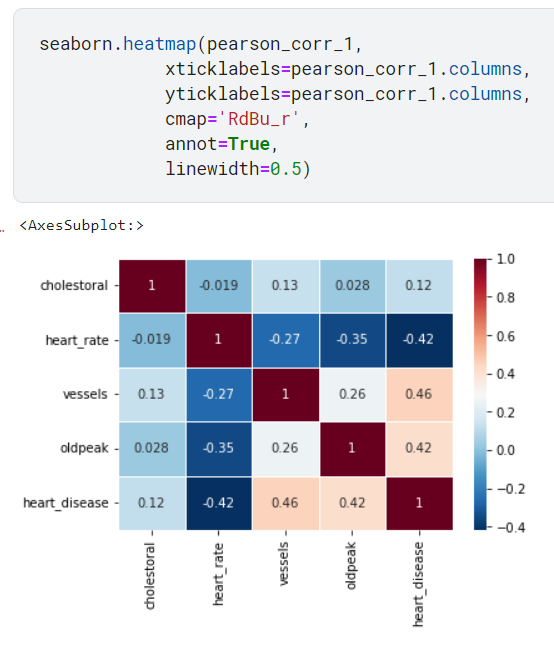 seaborn.heatmap(pearson_corr_1,
xticklabels=pearson_corr_1.columns,
yticklabels=pearson_corr_1.columns,
cmap='RdBu_r',
annot=True,
linewidth=0.5)
<AxesSubplot:>
cholestoral 1 -0.019 0.13 0.028 0.12
heart_rate -0.019 1 -0.27 -0.35 -0.42
vessels 0.13 -0.27 1 0.26 0.46
oldpeak 0.028 -0.35 0.26 1 0.42
heart_disease 0.12 -0.42 0.46 0.42 1
cholestoral
heart_rate
vessels
oldpeak
heart_disease
1.0
0.8
0.6
0.4
0.2
0.0
−0.2
−0.4